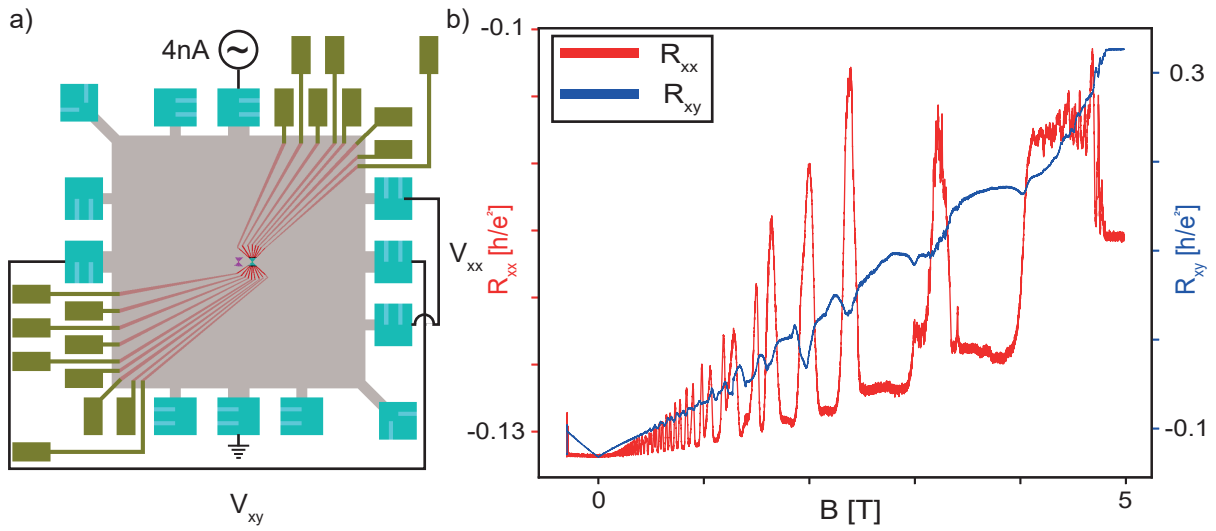 a)
4nA
V_xx
V_xy
b)
R_xx
R_xy
-0.1
-0.13
R_xx [h/e²]
0
5
B [T]
0.3
-0.1
R_xy [h/e²]